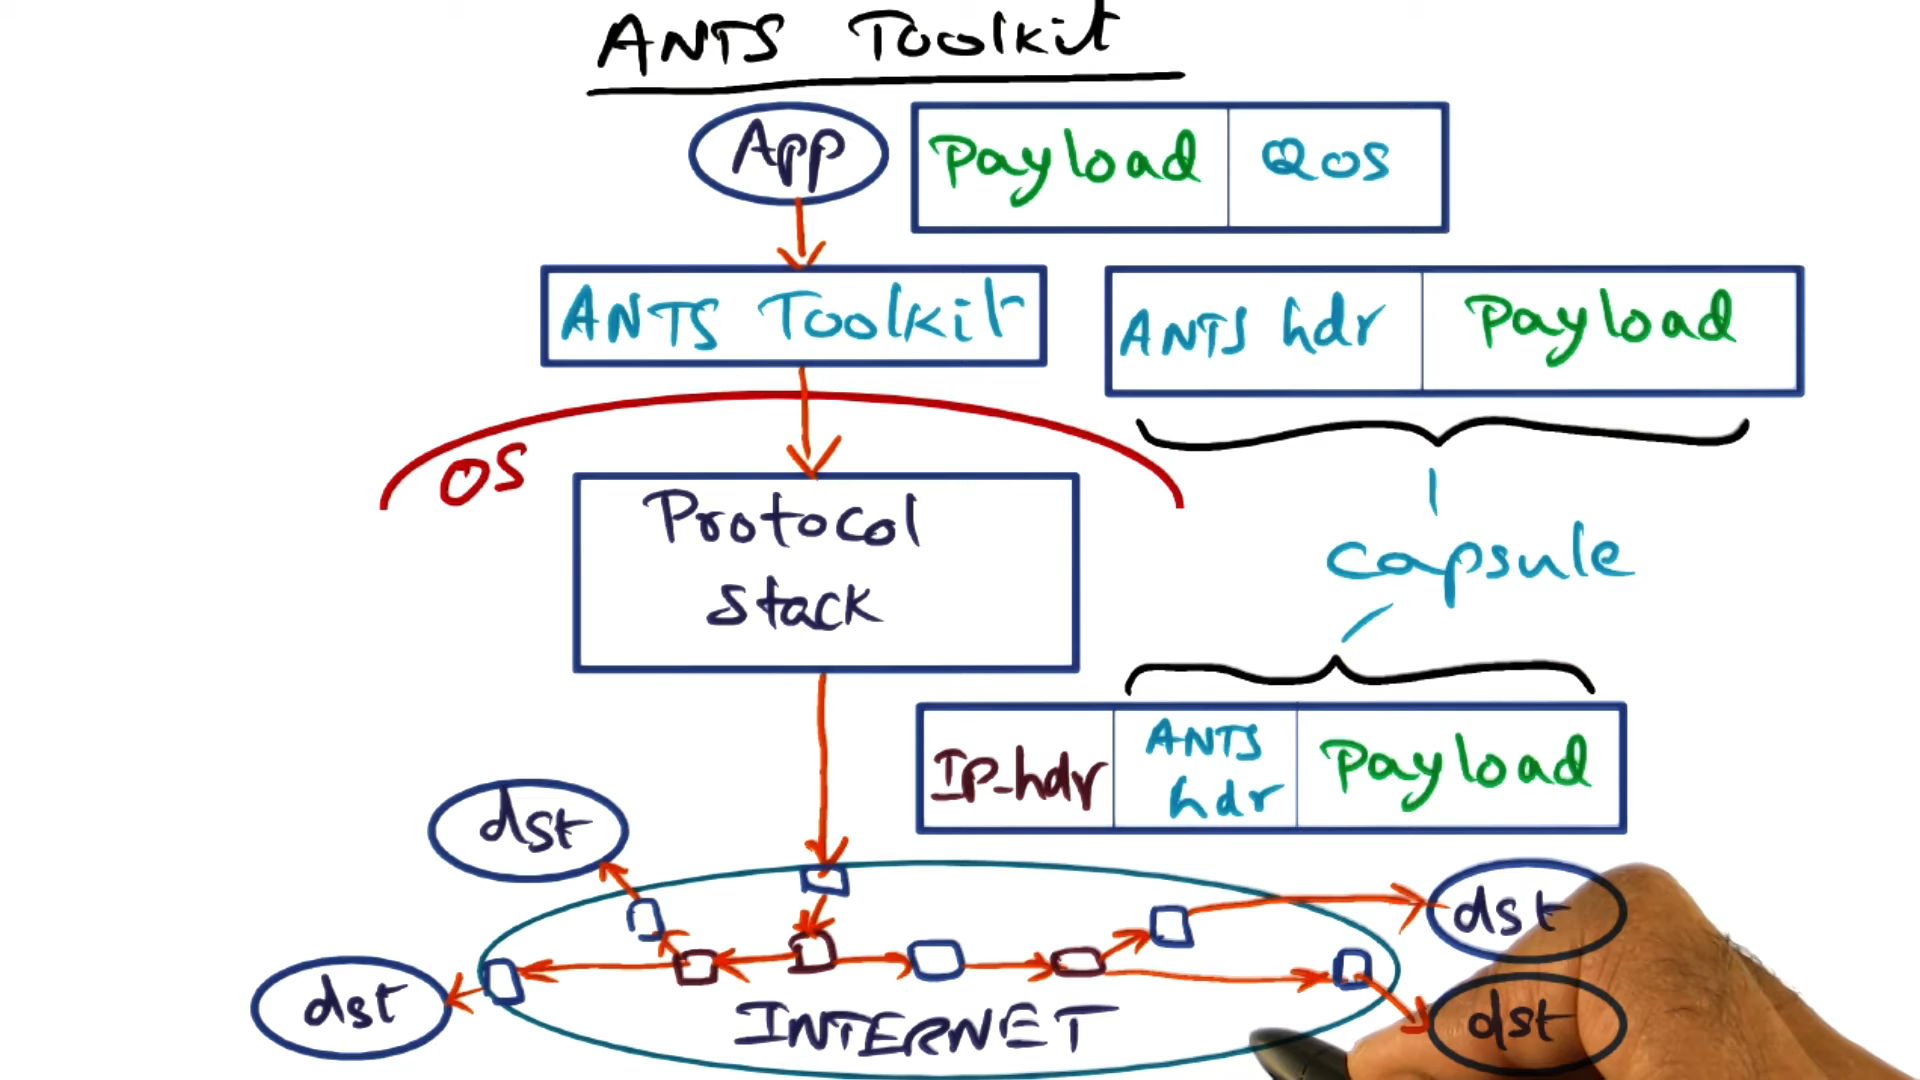 ANTS Toolkit
App
Payload QoS
ANTS Toolkit
ANTS hdr Payload
OS
Protocol
stack
capsule
IP-hdr ANTS hdr Payload
dst
dst
dst
dst
INTERNET